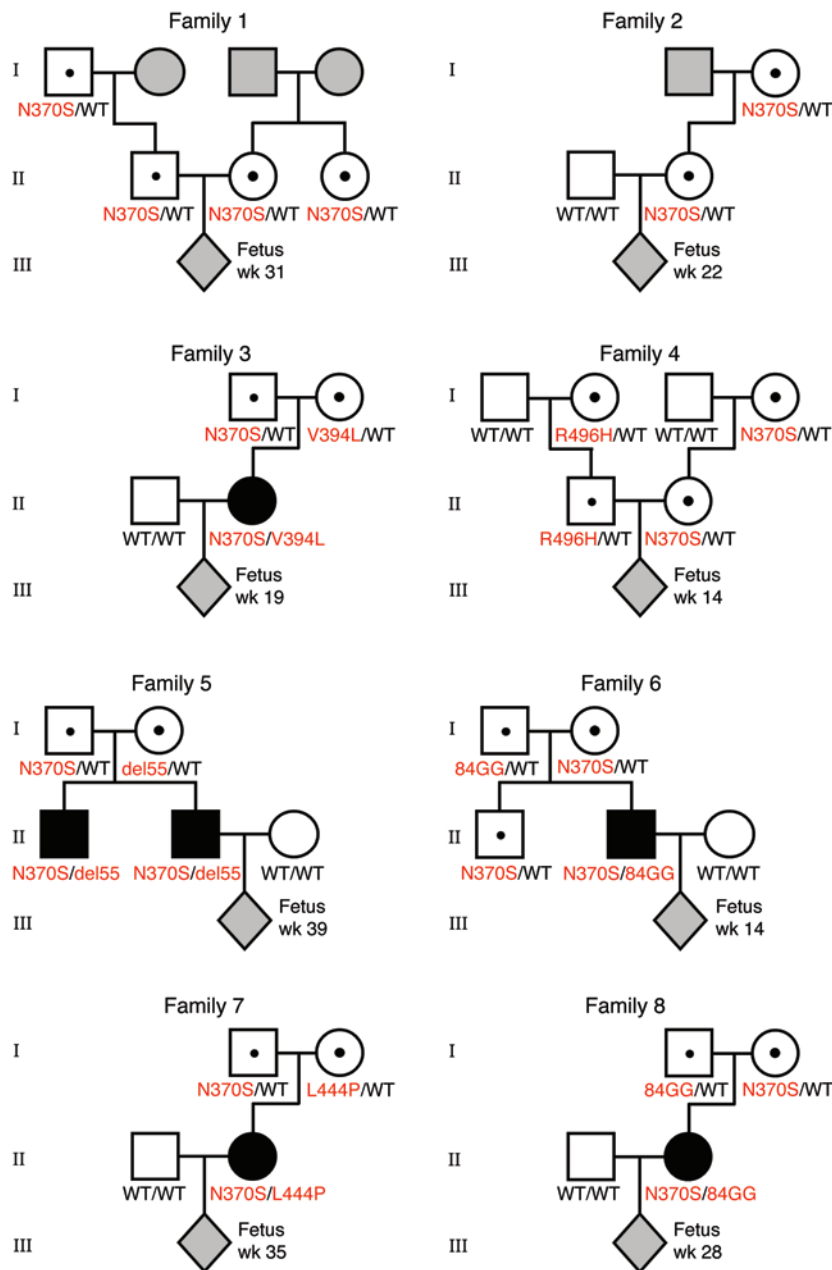 Family 1
Family 2
I
I
N370S/WT
N370S/WT
II
II
N370S/WT
N370S/WT
N370S/WT
WT/WT
N370S/WT
III
Fetus
wk 31
III
Fetus
wk 22
Family 3
Family 4
I
I
N370S/WT
V394L/WT
WT/WT
R496H/WT
WT/WT
N370S/WT
II
II
WT/WT
N370S/V394L
R496H/WT
N370S/WT
III
Fetus
wk 19
III
Fetus
wk 14
Family 5
Family 6
I
I
N370S/WT
del55/WT
84GG/WT
N370S/WT
II
II
N370S/del55
N370S/del55
WT/WT
N370S/WT
N370S/84GG
WT/WT
III
Fetus
wk 39
III
Fetus
wk 14
Family 7
Family 8
I
I
N370S/WT
L444P/WT
84GG/WT
N370S/WT
II
II
WT/WT
N370S/L444P
WT/WT
N370S/84GG
III
Fetus
wk 35
III
Fetus
wk 28